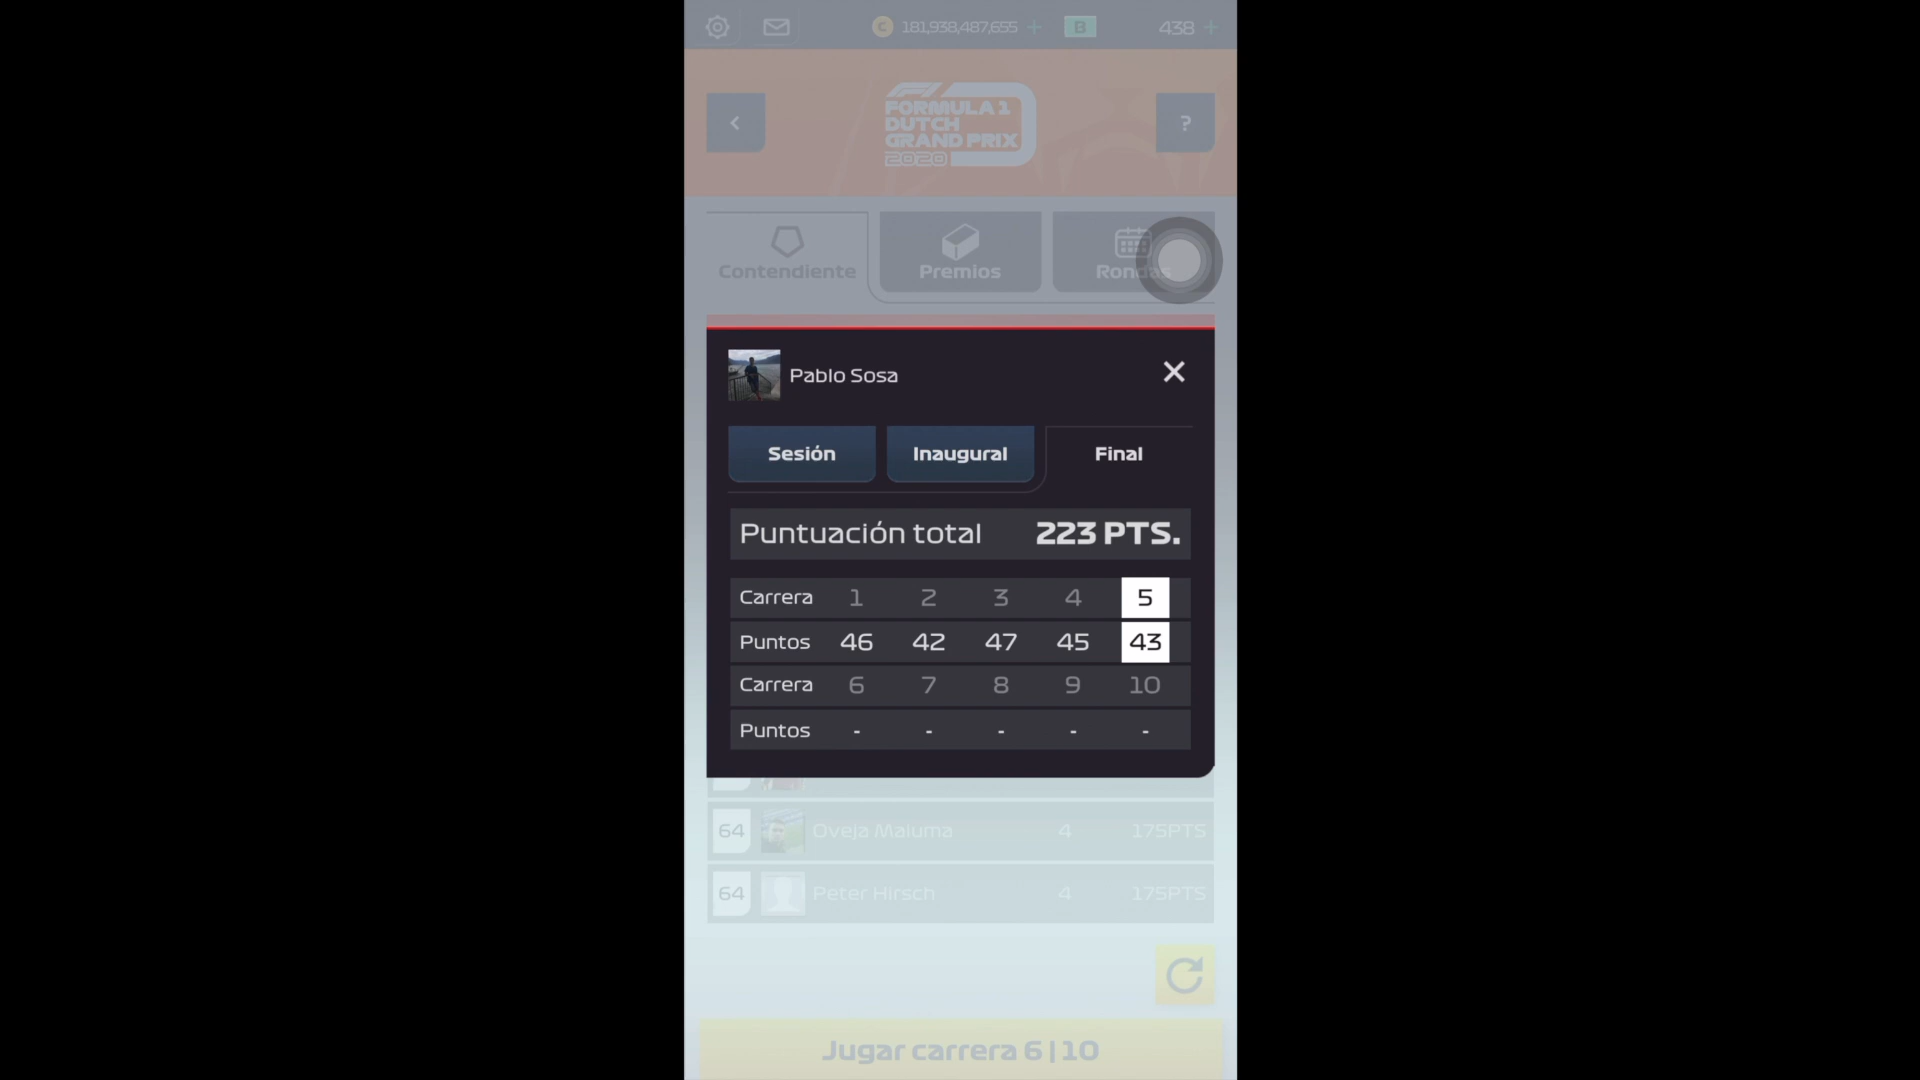 181,938,487,655 +
B
438 +
F1
FORMULA 1
DUTCH
GRAND PRIX
2020
?
Contendiente
Premios
Rondas
Pablo Sosa
Sesión
Inaugural
Final
Puntuación total 223 PTS.
Carrera 1 2 3 4 5
Puntos 46 42 47 45 43
Carrera 6 7 8 9 10
Puntos - - - - -
64 Oveja Maluma 4 175PTS
64 Peter Hirsch 4 175PTS
Jugar carrera 6 | 10